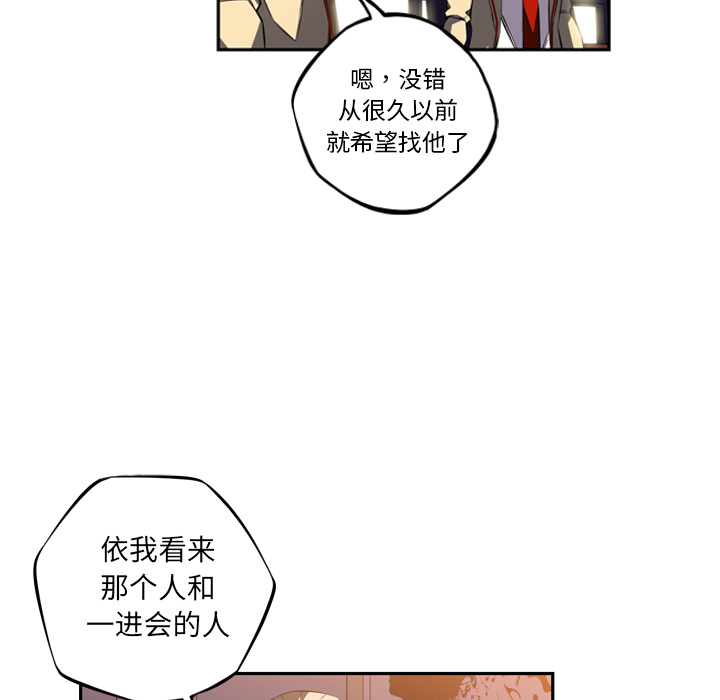 嗯，没错
从很久以前
就希望找他了
依我看来
那个人和
一进会的人